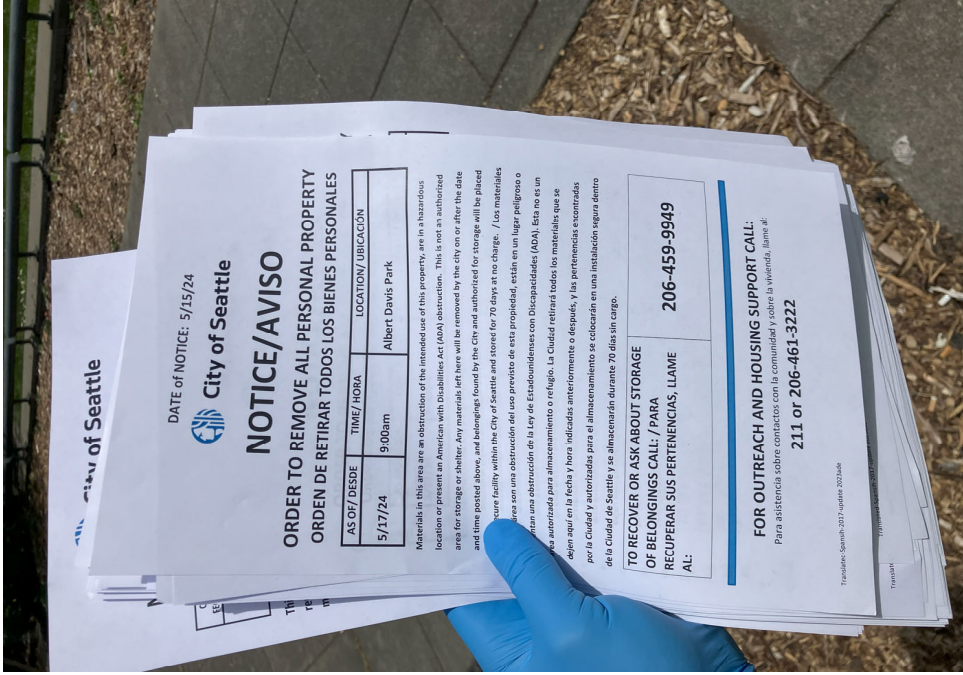 DATE of NOTICE: 5/15/24
City of Seattle
NOTICE/AVISO
ORDER TO REMOVE ALL PERSONAL PROPERTY
ORDEN DE RETIRAR TODOS LOS BIENES PERSONALES
AS OF/ DESDE TIME/ HORA LOCATION/ UBICACIÓN
5/17/24 9:00am Albert Davis Park
Materials in this area are an obstruction of the intended use of this property, are in a hazardous
location or present an American with Disabilities Act (ADA) obstruction. This is not an authorized
area for storage or shelter. Any materials left here will be removed by the city on or after the date
and time posted above, and belongings found by the City and authorized for storage will be placed
secure facility within the City of Seattle and stored for 70 days at no charge. / Los materiales
área son una obstrucción del uso previsto de esta propiedad, están en un lugar peligroso o
una obstrucción de la Ley de Estadounidenses con Discapacidades (ADA). Esta no es un
autorizada para almacenamiento o refugio. La Ciudad retirará todos los materiales que se
dejen aquí en la fecha y hora indicadas anteriormente o después, y las pertenencias encontradas
por la Ciudad y autorizadas para el almacenamiento se colocarán en una instalación segura dentro
de la Ciudad de Seattle y se almacenarán durante 70 días sin cargo.
TO RECOVER OR ASK ABOUT STORAGE
OF BELONGINGS CALL: / PARA
RECUPERAR SUS PERTENENCIAS, LLAME
AL:
206-459-9949
FOR OUTREACH AND HOUSING SUPPORT CALL:
Para asistencia sobre contactos con la comunidad y sobre la vivienda, llame al:
211 or 206-461-3222
Translatec-Spanish-2017-update 2023ade
City of Seattle